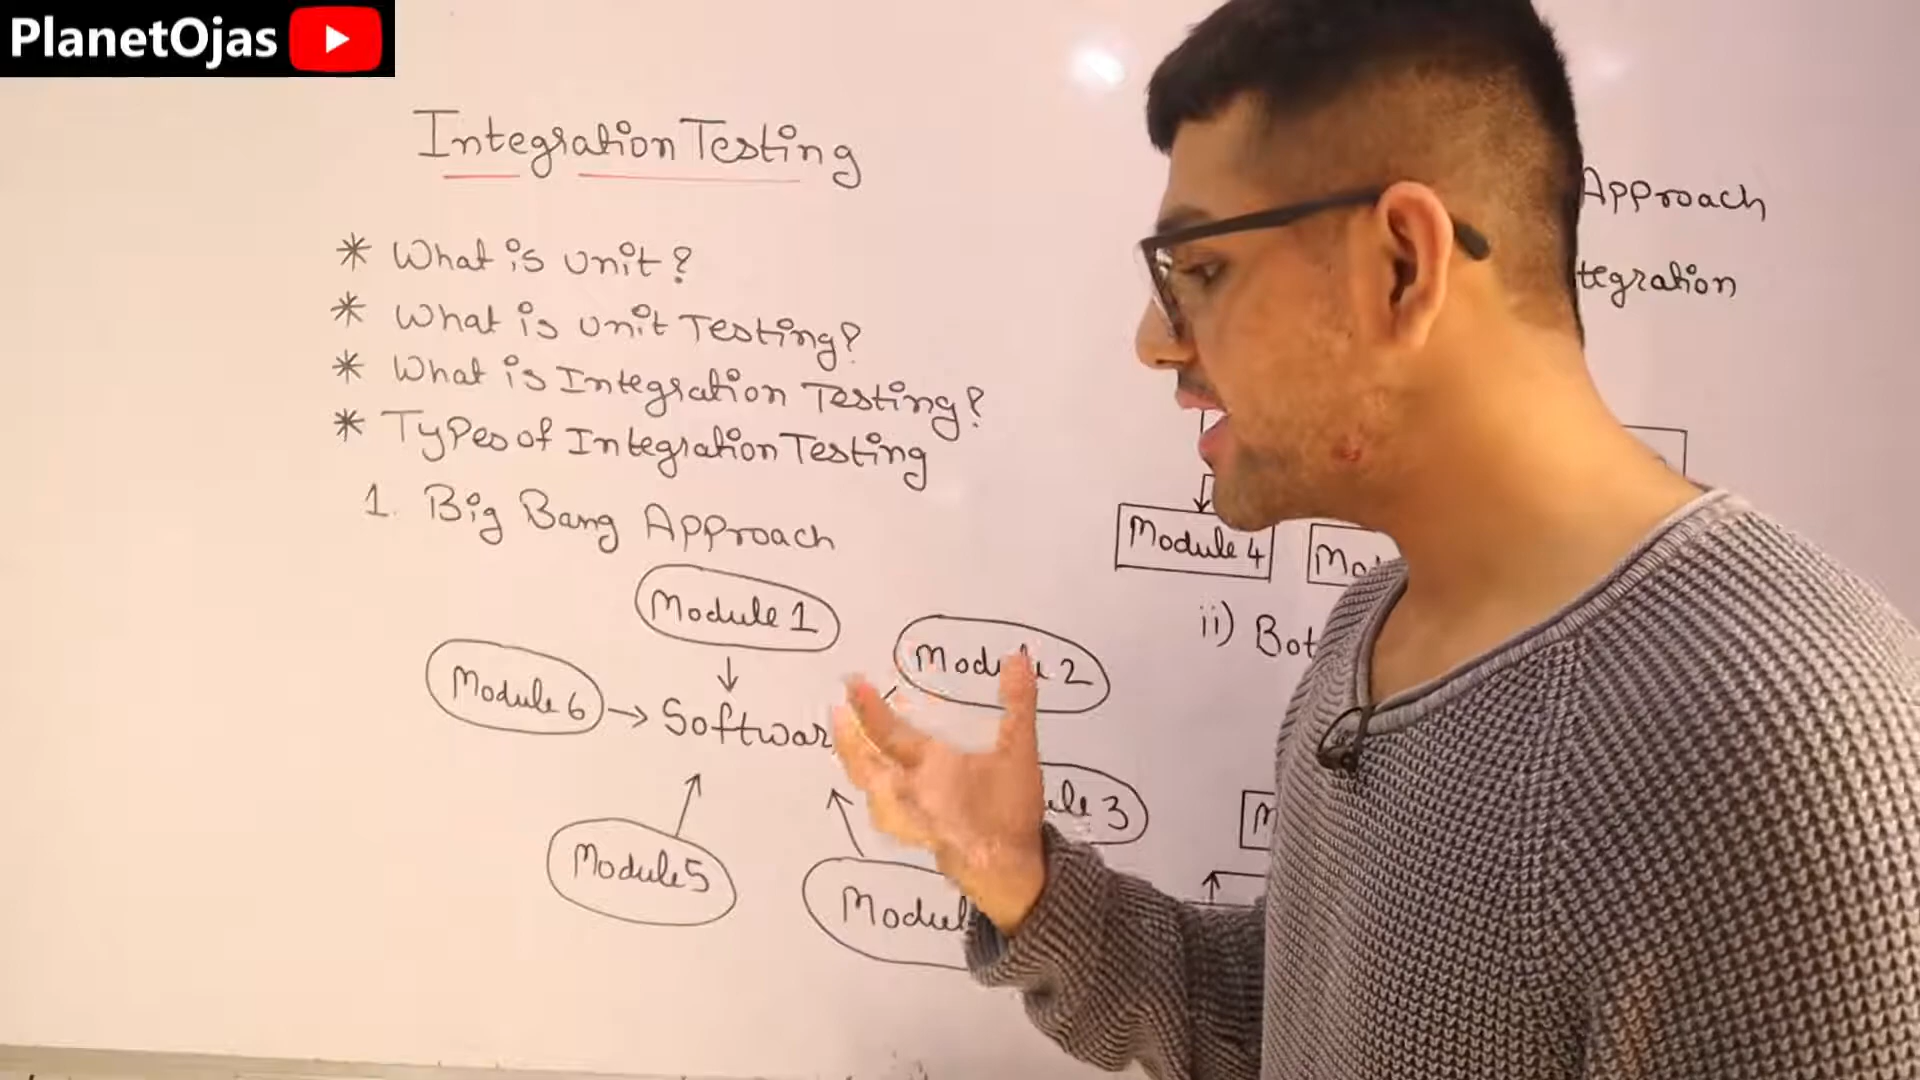 PlanetOjas
Integration Testing
* What is unit?
* What is unit Testing?
* What is Integration Testing?
* Types of Integration Testing
1. Big Bang Approach
Module 1
Module 2
Module 6
Software
3
Module 5
Approach
Module 4
ii)